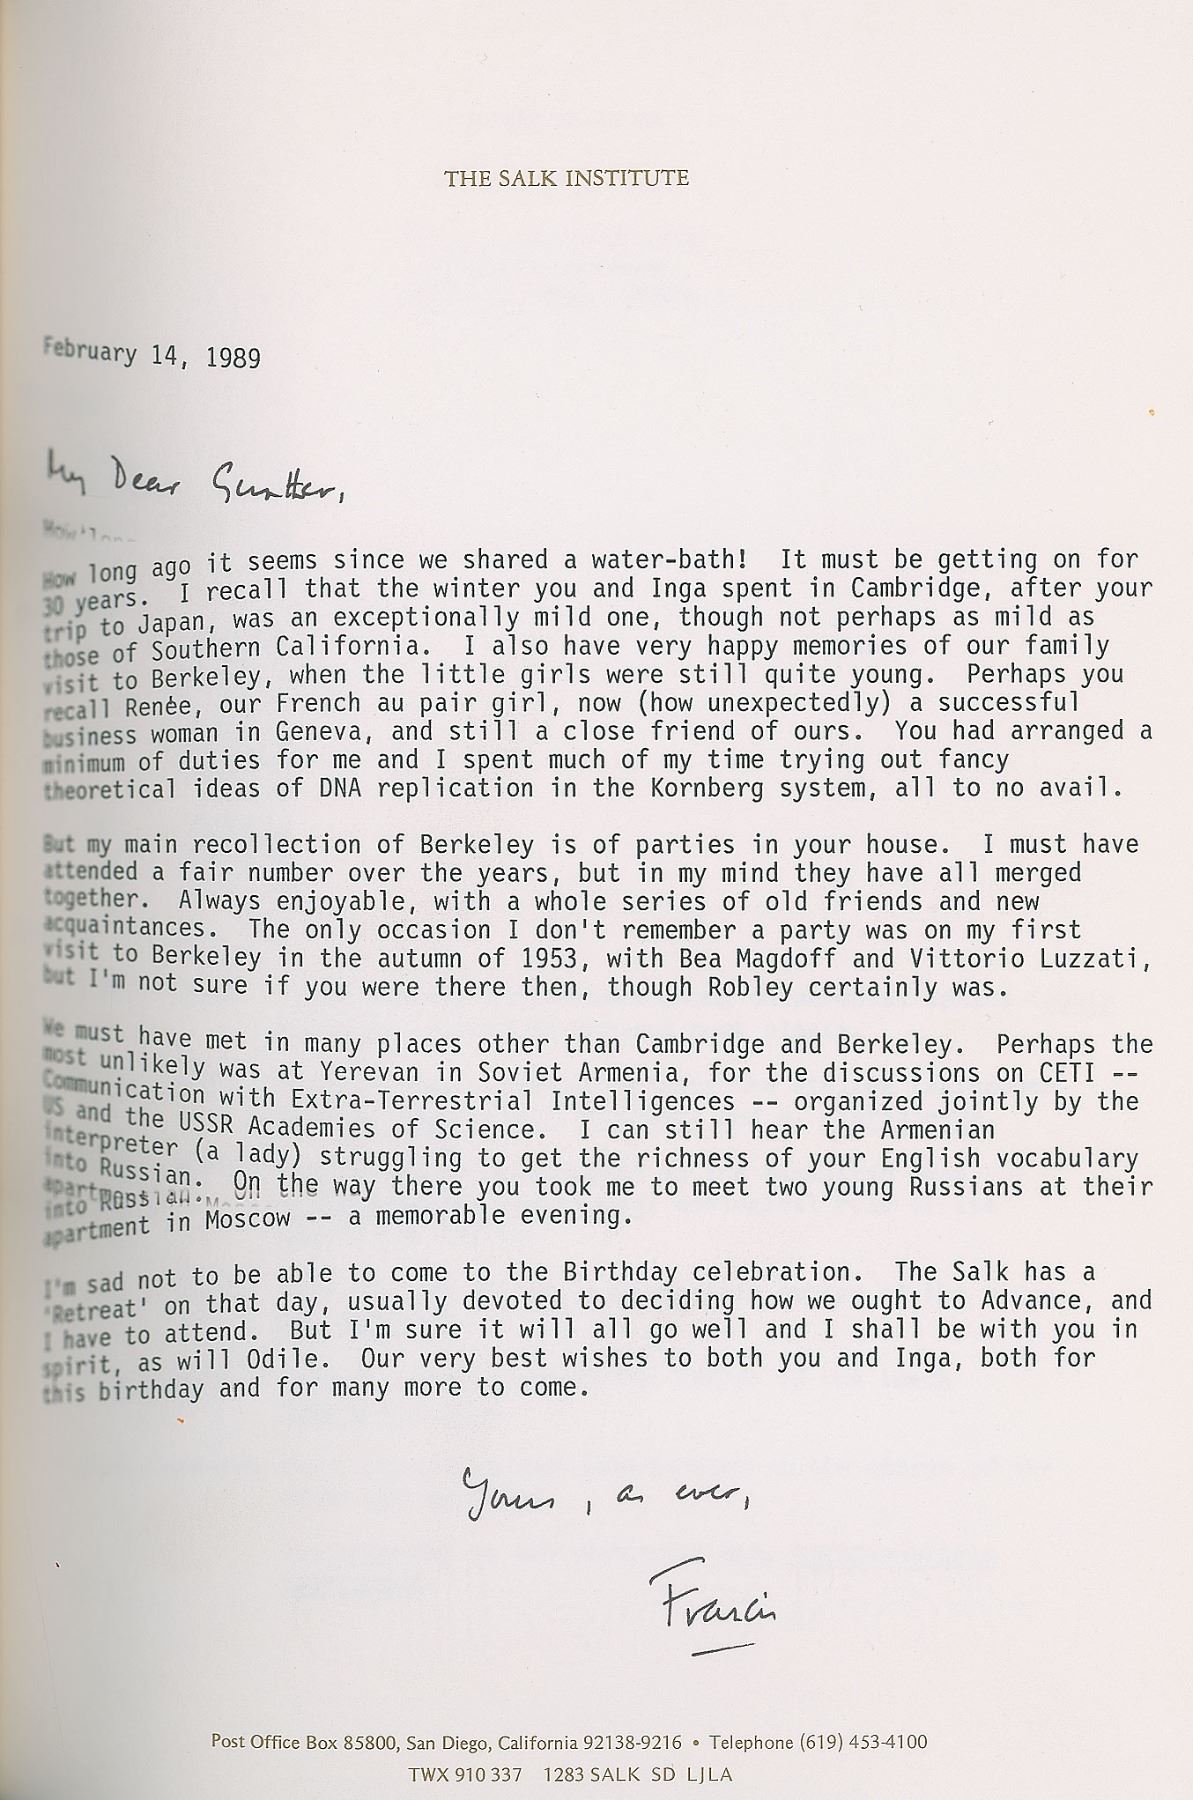 THE SALK INSTITUTE
February 14, 1989
My Dear Gunther,
How long ago it seems since we shared a water-bath! It must be getting on for
30 years. I recall that the winter you and Inga spent in Cambridge, after your
trip to Japan, was an exceptionally mild one, though not perhaps as mild as
those of Southern California. I also have very happy memories of our family
visit to Berkeley, when the little girls were still quite young. Perhaps you
recall Renée, our French au pair girl, now (how unexpectedly) a successful
business woman in Geneva, and still a close friend of ours. You had arranged a
minimum of duties for me and I spent much of my time trying out fancy
theoretical ideas of DNA replication in the Kornberg system, all to no avail.
But my main recollection of Berkeley is of parties in your house. I must have
attended a fair number over the years, but in my mind they have all merged
together. Always enjoyable, with a whole series of old friends and new
acquaintances. The only occasion I don't remember a party was on my first
visit to Berkeley in the autumn of 1953, with Bea Magdoff and Vittorio Luzzati,
but I'm not sure if you were there then, though Robley certainly was.
We must have met in many places other than Cambridge and Berkeley. Perhaps the
most unlikely was at Yerevan in Soviet Armenia, for the discussions on CETI --
Communication with Extra-Terrestrial Intelligences -- organized jointly by the
US and the USSR Academies of Science. I can still hear the Armenian
interpreter (a lady) struggling to get the richness of your English vocabulary
into Russian. On the way there you took me to meet two young Russians at their
apartment in Moscow -- a memorable evening.
I'm sad not to be able to come to the Birthday celebration. The Salk has a
'Retreat' on that day, usually devoted to deciding how we ought to Advance, and
I have to attend. But I'm sure it will all go well and I shall be with you in
spirit, as will Odile. Our very best wishes to both you and Inga, both for
this birthday and for many more to come.
Yours, as ever,
Francis
Post Office Box 85800, San Diego, California 92138-9216 • Telephone (619) 453-4100
TWX 910 337 1283 SALK SD LJLA